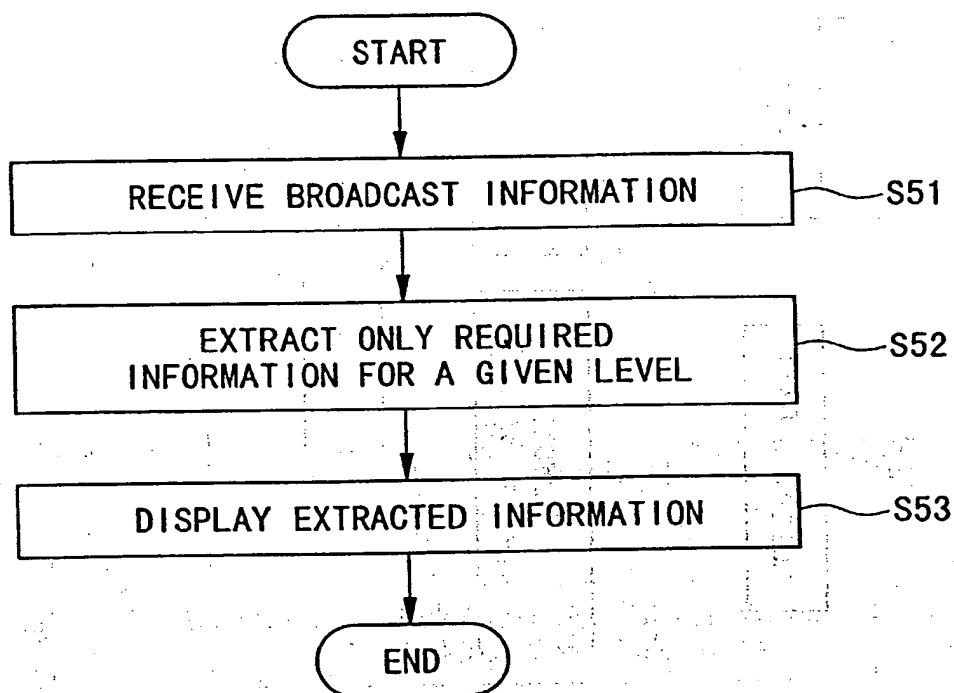 START
RECEIVE BROADCAST INFORMATION
S51
EXTRACT ONLY REQUIRED
INFORMATION FOR A GIVEN LEVEL
S52
DISPLAY EXTRACTED INFORMATION
S53
END